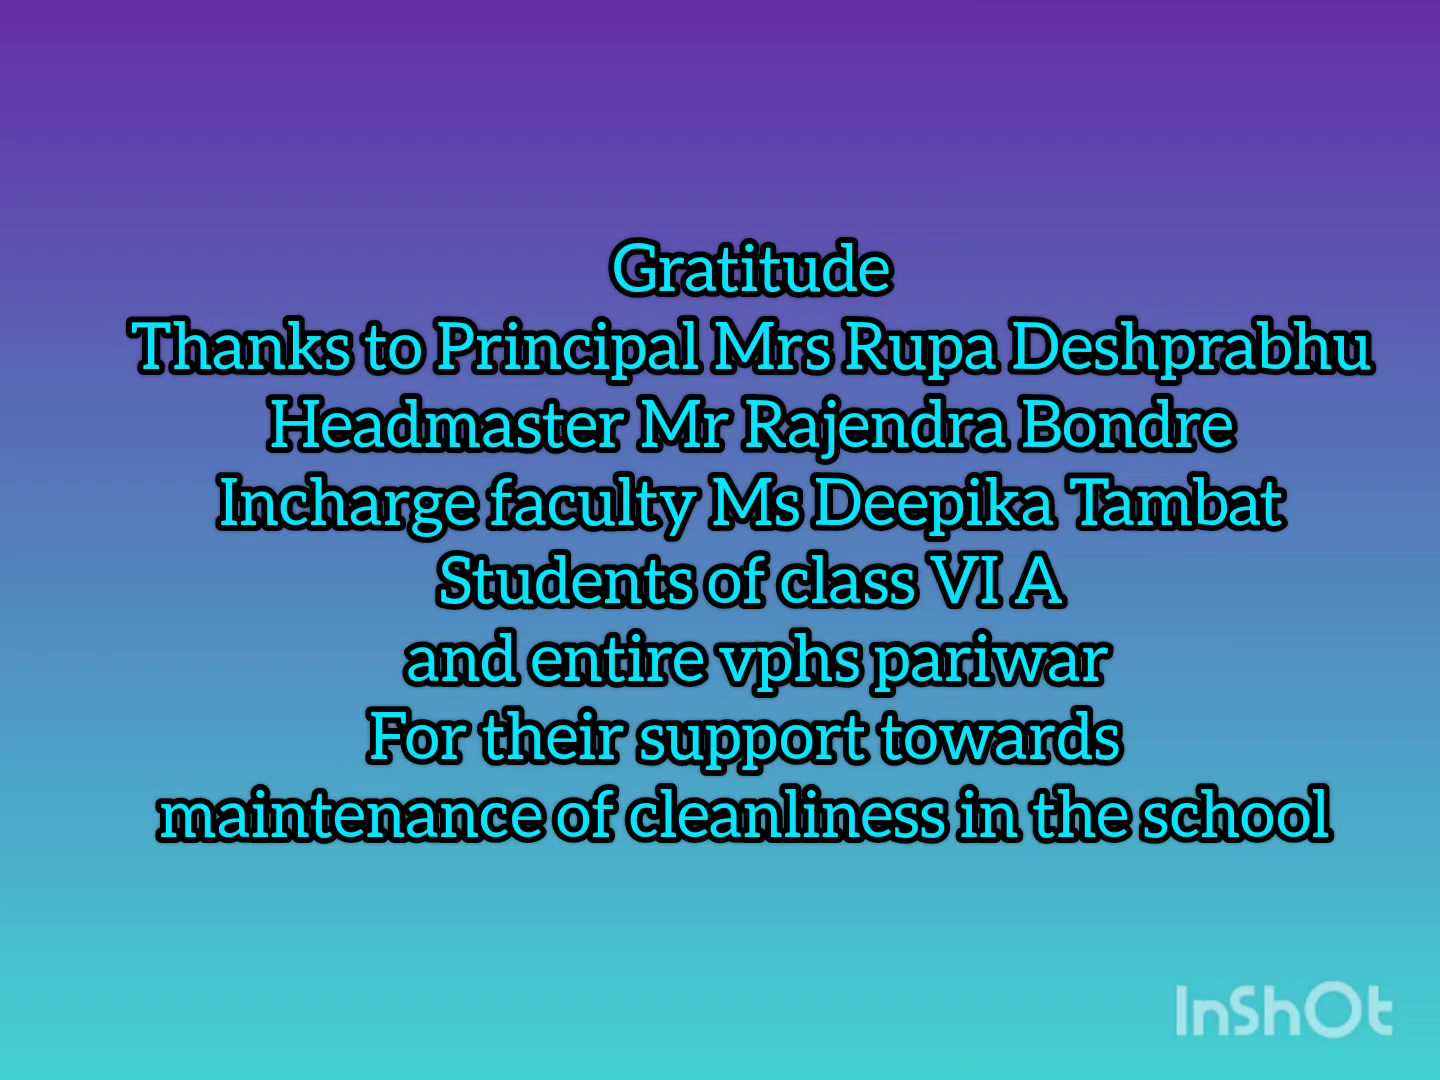 Gratitude
Thanks to Principal Mrs Rupa Deshprabhu
Headmaster Mr Rajendra Bondre
Incharge faculty Ms Deepika Tambat
Students of class VI A
and entire vphs pariwar
For their support towards
maintenance of cleanliness in the school
InShOt